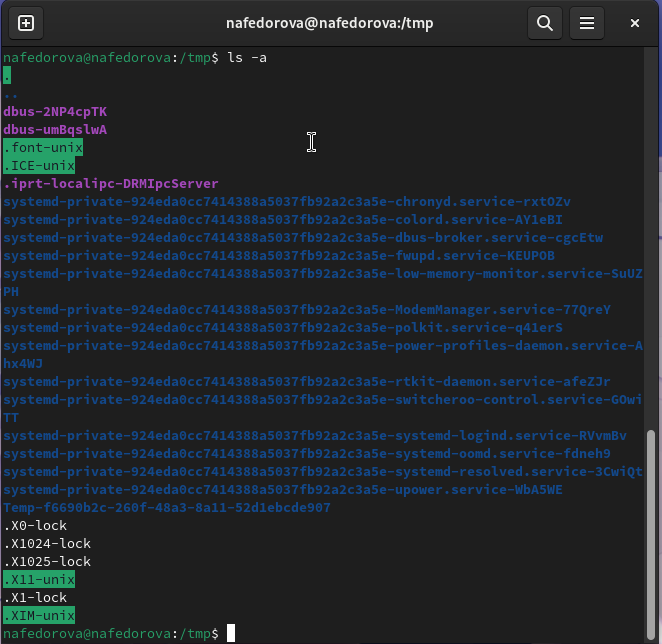 nafedorova@nafedorova:/tmp
nafedorova@nafedorova:/tmp$ ls -a
.
..
dbus-2NP4cpTK
dbus-umBqslwA
.font-unix
.ICE-unix
.iprt-localipc-DRMIpcServer
systemd-private-924eda0cc7414388a5037fb92a2c3a5e-chronyd.service-rxtOZv
systemd-private-924eda0cc7414388a5037fb92a2c3a5e-colord.service-AY1eBI
systemd-private-924eda0cc7414388a5037fb92a2c3a5e-dbus-broker.service-cgcEtw
systemd-private-924eda0cc7414388a5037fb92a2c3a5e-fwupd.service-KEUPOB
systemd-private-924eda0cc7414388a5037fb92a2c3a5e-low-memory-monitor.service-SuUZ
PH
systemd-private-924eda0cc7414388a5037fb92a2c3a5e-ModemManager.service-77QreY
systemd-private-924eda0cc7414388a5037fb92a2c3a5e-polkit.service-q41erS
systemd-private-924eda0cc7414388a5037fb92a2c3a5e-power-profiles-daemon.service-A
hx4WJ
systemd-private-924eda0cc7414388a5037fb92a2c3a5e-rtkit-daemon.service-afeZJr
systemd-private-924eda0cc7414388a5037fb92a2c3a5e-switcheroo-control.service-GOwi
TT
systemd-private-924eda0cc7414388a5037fb92a2c3a5e-systemd-logind.service-RVvmBv
systemd-private-924eda0cc7414388a5037fb92a2c3a5e-systemd-oomd.service-fdneh9
systemd-private-924eda0cc7414388a5037fb92a2c3a5e-systemd-resolved.service-3CwiQt
systemd-private-924eda0cc7414388a5037fb92a2c3a5e-upower.service-WbA5WE
Temp-f6690b2c-260f-48a3-8a11-52d1ebcde907
.X0-lock
.X1024-lock
.X1025-lock
.X11-unix
.X1-lock
.XIM-unix
nafedorova@nafedorova:/tmp$